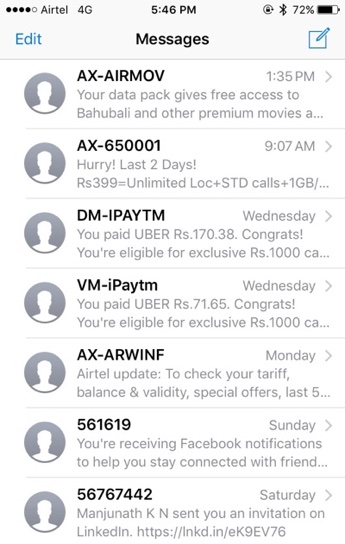 Airtel 4G 5:46 PM 72%
Edit Messages
AX-AIRMOV 1:35 PM
Your data pack gives free access to
Bahubali and other premium movies a...
AX-650001 9:07 AM
Hurry! Last 2 Days!
Rs399=Unlimited Loc+STD calls+1GB/...
DM-IPAYTM Wednesday
You paid UBER Rs.170.38. Congrats!
You're eligible for exclusive Rs.1000 ca...
VM-iPaytm Wednesday
You paid UBER Rs.71.65. Congrats!
You're eligible for exclusive Rs.1000 ca...
AX-ARWINF Monday
Airtel update: To check your tariff,
balance & validity, special offers, last 5...
561619 Sunday
You're receiving Facebook notifications
to help you stay connected with friend...
56767442 Saturday
Manjunath K N sent you an invitation on
LinkedIn. https://lnkd.in/eK9EV76